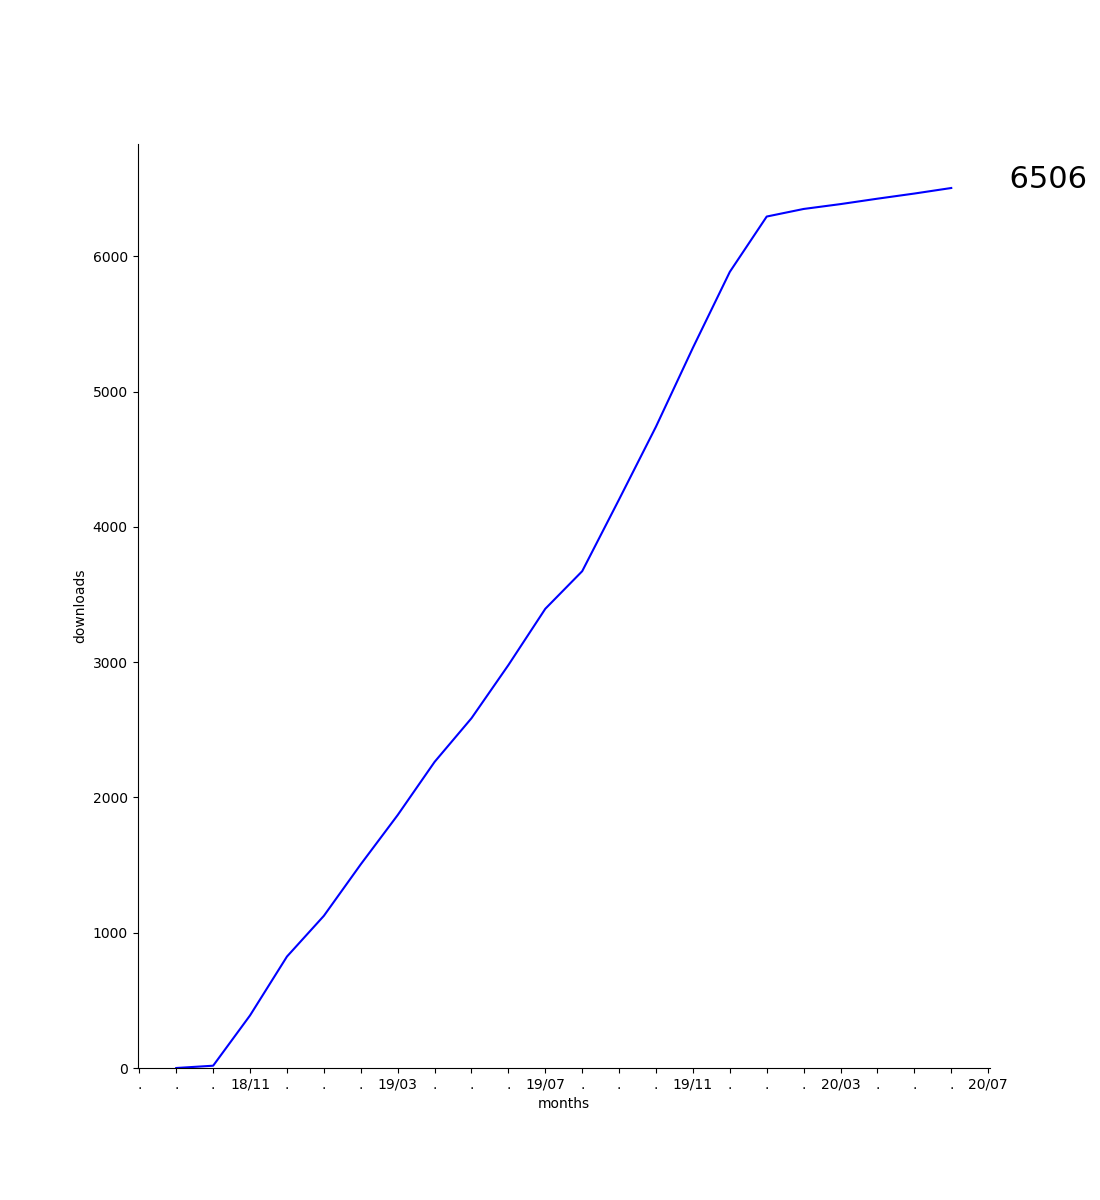 6506
6000
5000
4000
downloads
3000
2000
1000
0
. . . 18/11 . . . 19/03 . . . 19/07 . . . 19/11 . . . 20/03 . . . 20/07
months